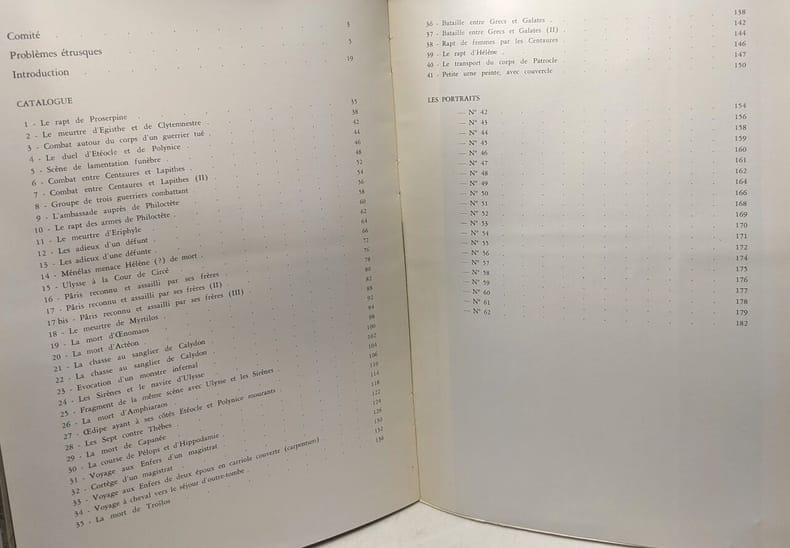 Comité 3
Problèmes étrusques 5
Introduction 19
CATALOGUE
1 - Le rapt de Proserpine 35
2 - Le meurtre d'Egisthe et de Clytemnestre 38
3 - Combat autour du corps d'un guerrier tué 42
4 - Le duel d'Etéocle et de Polynice 44
5 - Scène de lamentation funèbre 46
6 - Combat entre Centaures et Lapithes 48
7 - Combat entre Centaures et Lapithes (II) 52
8 - Groupe de trois guerriers combattant 54
9 - L'ambassade auprès de Philoctète 56
10 - Le rapt des armes de Philoctète 58
11 - Le meurtre d'Eriphyle 60
12 - Les adieux d'un défunt 62
13 - Les adieux d'une défunte 64
14 - Ménélas menace Hélène (?) de mort 66
15 - Ulysse à la Cour de Circé 72
16 - Pâris reconnu et assailli par ses frères 76
17 - Pâris reconnu et assailli par ses frères (II) 78
17 bis - Pâris reconnu et assailli par ses frères (III) 80
18 - Le meurtre de Myrtilos 82
19 - La mort d'Œnomaos 88
20 - La mort d'Actéon 92
21 - La chasse au sanglier de Calydon 94
22 - La chasse au sanglier de Calydon 98
23 - Evocation d'un monstre infernal 100
24 - Les Sirènes et le navire d'Ulysse 102
25 - Fragment de la même scène avec Ulysse et les Sirènes 104
26 - La mort d'Amphiaraos 106
27 - Œdipe ayant à ses côtés Etéocle et Polynice mourants 110
28 - Les Sept contre Thèbes 114
29 - La mort de Capanée 118
30 - La course de Pélops et d'Hippodamie 122
31 - Voyage aux Enfers d'un magistrat 124
32 - Cortège d'un magistrat 126
33 - Voyage aux Enfers de deux époux en carriole couverte (carpentum) 130
34 - Voyage à cheval vers le séjour d'outre-tombe 132
35 - La mort de Troïlos 136
36 - Bataille entre Grecs et Galates 138
37 - Bataille entre Grecs et Galates (II) 142
38 - Rapt de femmes par les Centaures 144
39 - Le rapt d'Hélène 146
40 - Le transport du corps de Patrocle 147
41 - Petite urne peinte, avec couvercle 150
LES PORTRAITS
— N° 42 154
— N° 43 156
— N° 44 158
— N° 45 159
— N° 46 160
— N° 47 161
— N° 48 162
— N° 49 164
— N° 50 166
— N° 51 168
— N° 52 169
— N° 53 170
— N° 54 171
— N° 55 172
— N° 56 174
— N° 57 175
— N° 58 176
— N° 59 177
— N° 60 178
— N° 61 179
— N° 62 182